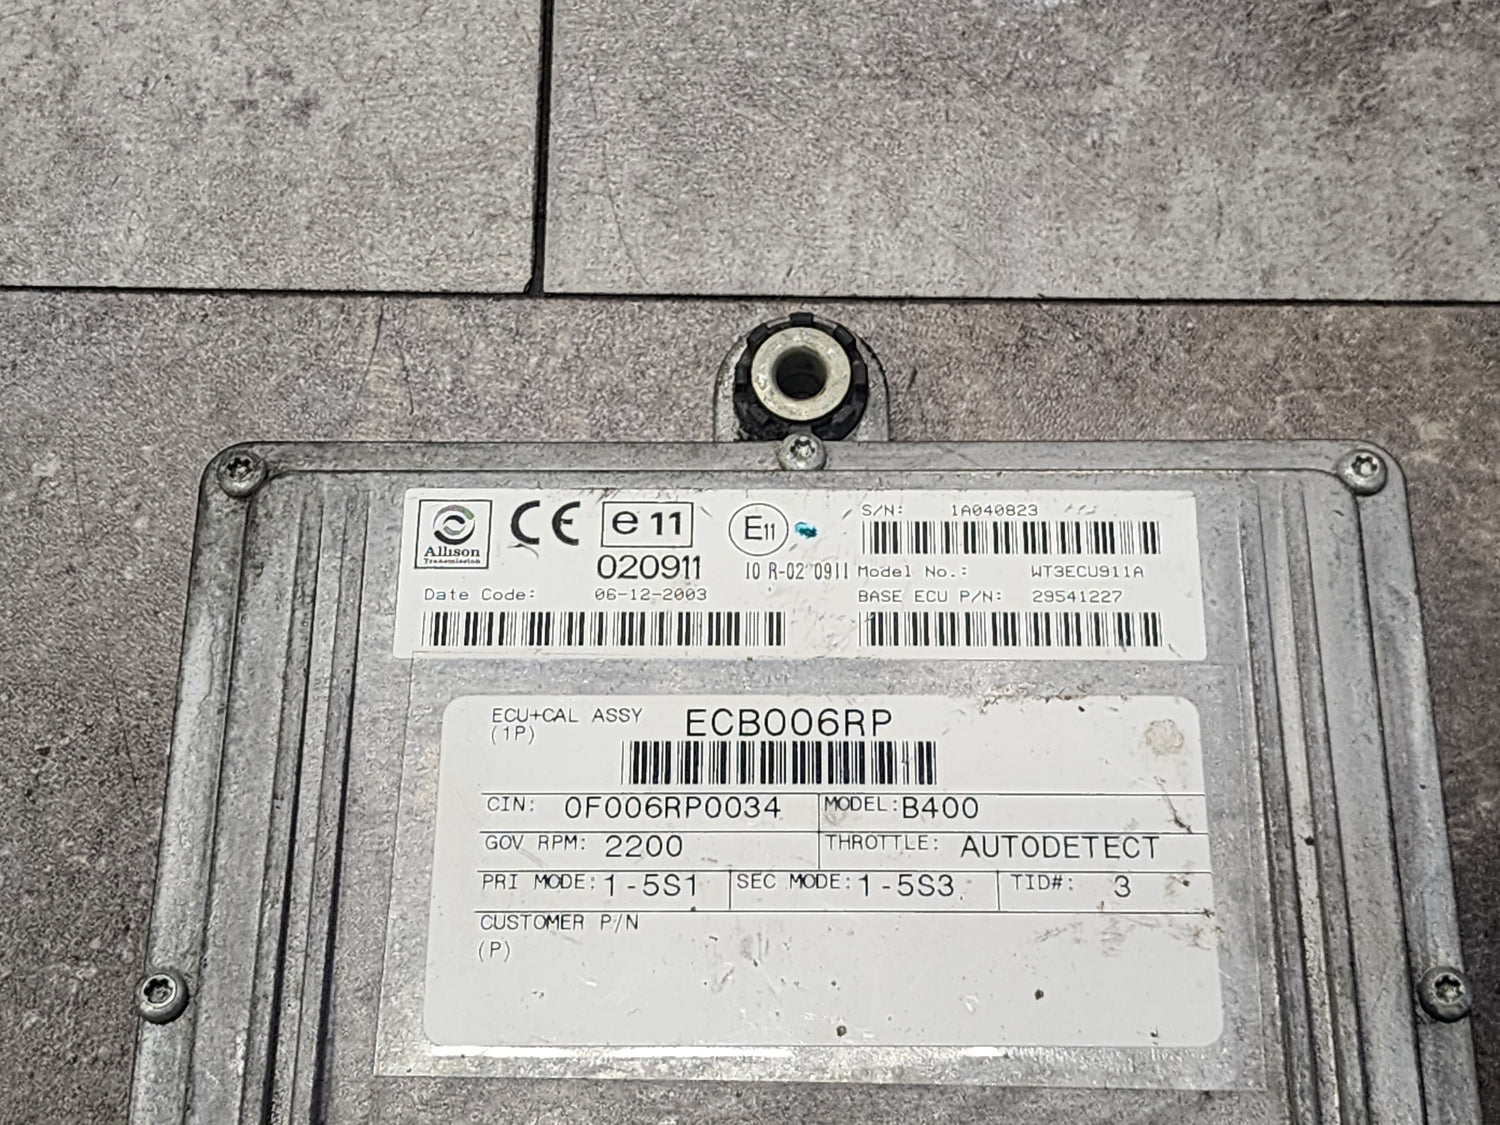 Allison
Transmission
CE
e 11
020911
E11
10 R-02 0911
S/N: 1A040823
Model No.: WT3ECU911A
Date Code: 06-12-2003
BASE ECU P/N: 29541227
ECU+CAL ASSY ECB006RP
(1P)
CIN: 0F006RP0034 MODEL: B400
GOV RPM: 2200 THROTTLE: AUTODETECT
PRI MODE: 1-5S1 SEC MODE: 1-5S3 TID#: 3
CUSTOMER P/N
(P)